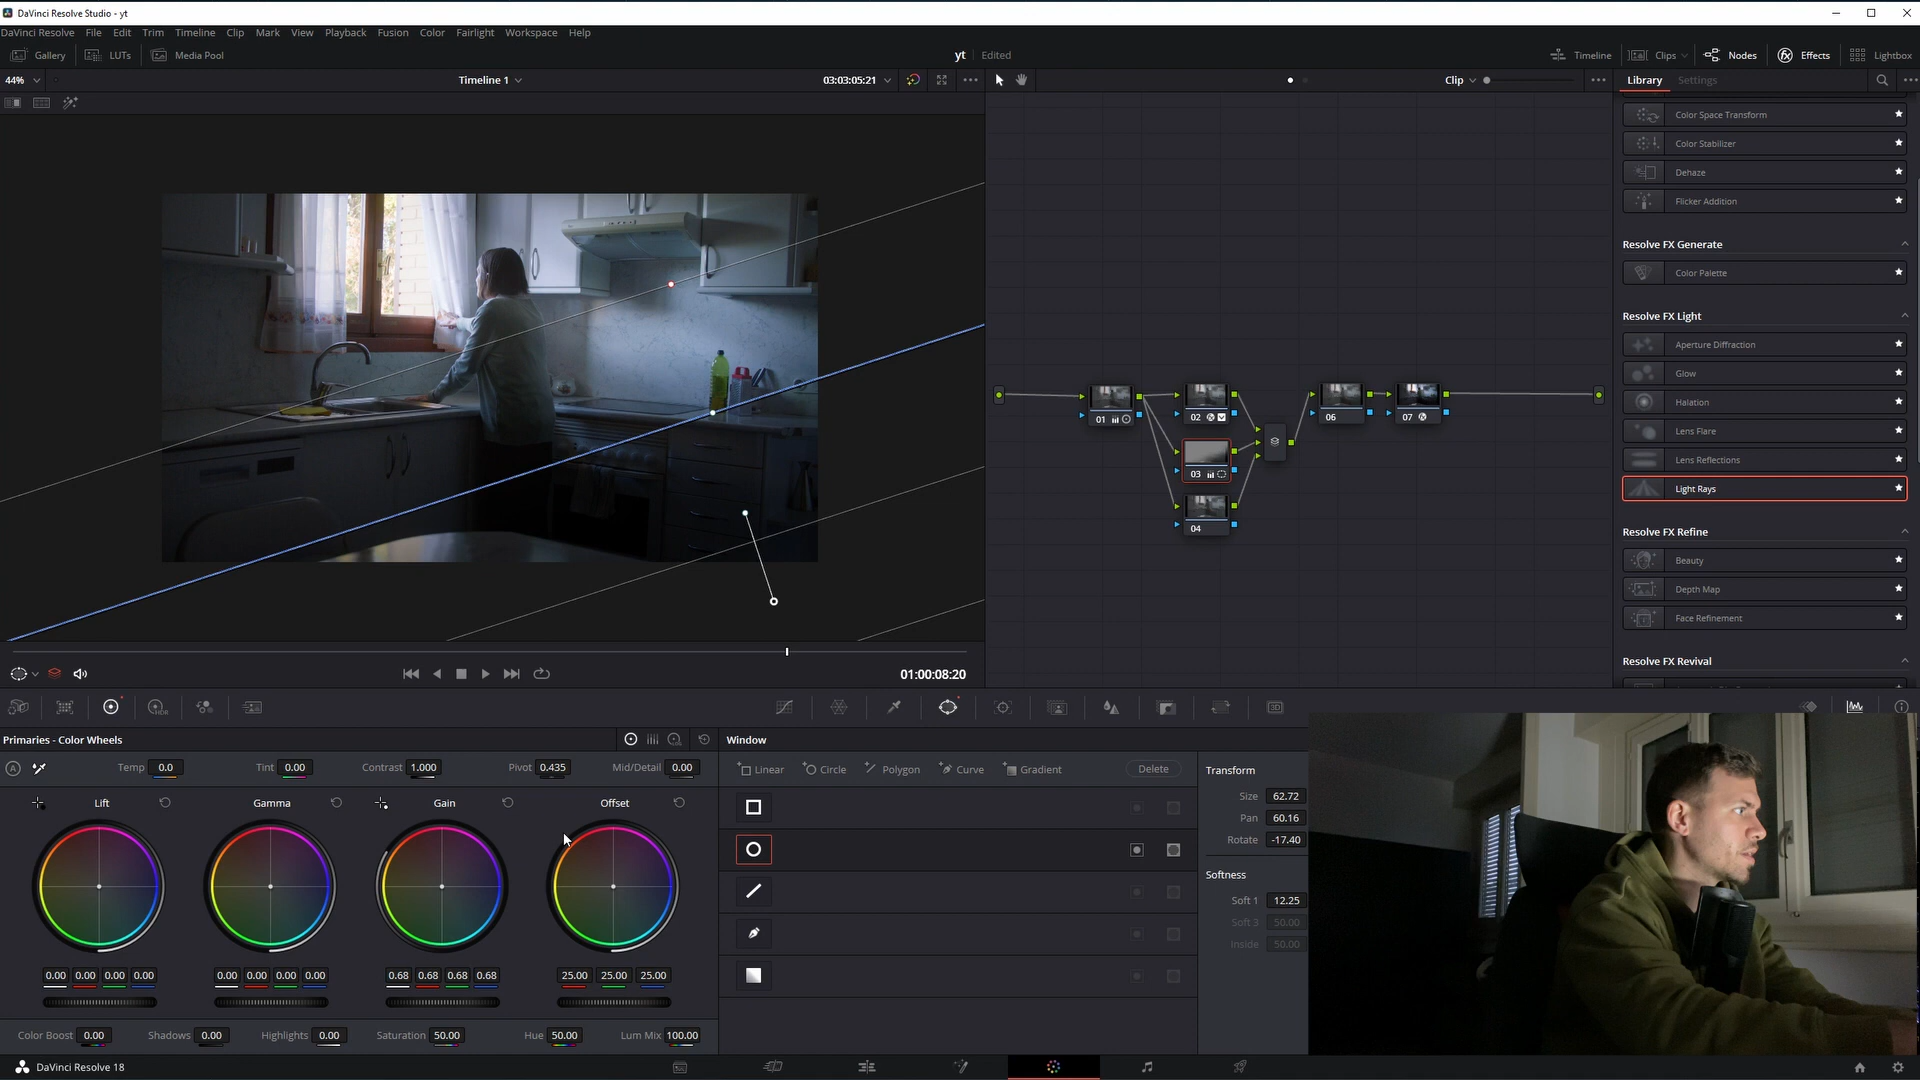 DaVinci Resolve Studio - yt
DaVinci Resolve File Edit Trim Timeline Clip Mark View Playback Fusion Color Fairlight Workspace Help
Gallery LUTs Media Pool yt Edited Timeline Clips Nodes Effects Lightbox
44% Timeline 1 03:03:05:21 Clip Library Settings
Color Space Transform
Color Stabilizer
Dehaze
Flicker Addition
Resolve FX Generate
Color Palette
Resolve FX Light
Aperture Diffraction
Glow
Halation
Lens Flare
Lens Reflections
Light Rays
Resolve FX Refine
Beauty
Depth Map
Face Refinement
Resolve FX Revival
01 02 06 07
03
04
01:00:08:20
HDR 3D
Primaries - Color Wheels
Window
A Temp 0.0 Tint 0.00 Contrast 1.000 Pivot 0.435 Mid/Detail 0.00
Linear Circle Polygon Curve Gradient Delete
Transform
Size 62.72
Pan 60.16
Rotate -17.40
Softness
Soft 1 12.25
Soft 3 50.00
Inside 50.00
Lift Gamma Gain Offset
0.00 0.00 0.00 0.00 0.00 0.00 0.00 0.00 0.68 0.68 0.68 0.68 25.00 25.00 25.00
Color Boost 0.00 Shadows 0.00 Highlights 0.00 Saturation 50.00 Hue 50.00 Lum Mix 100.00
DaVinci Resolve 18